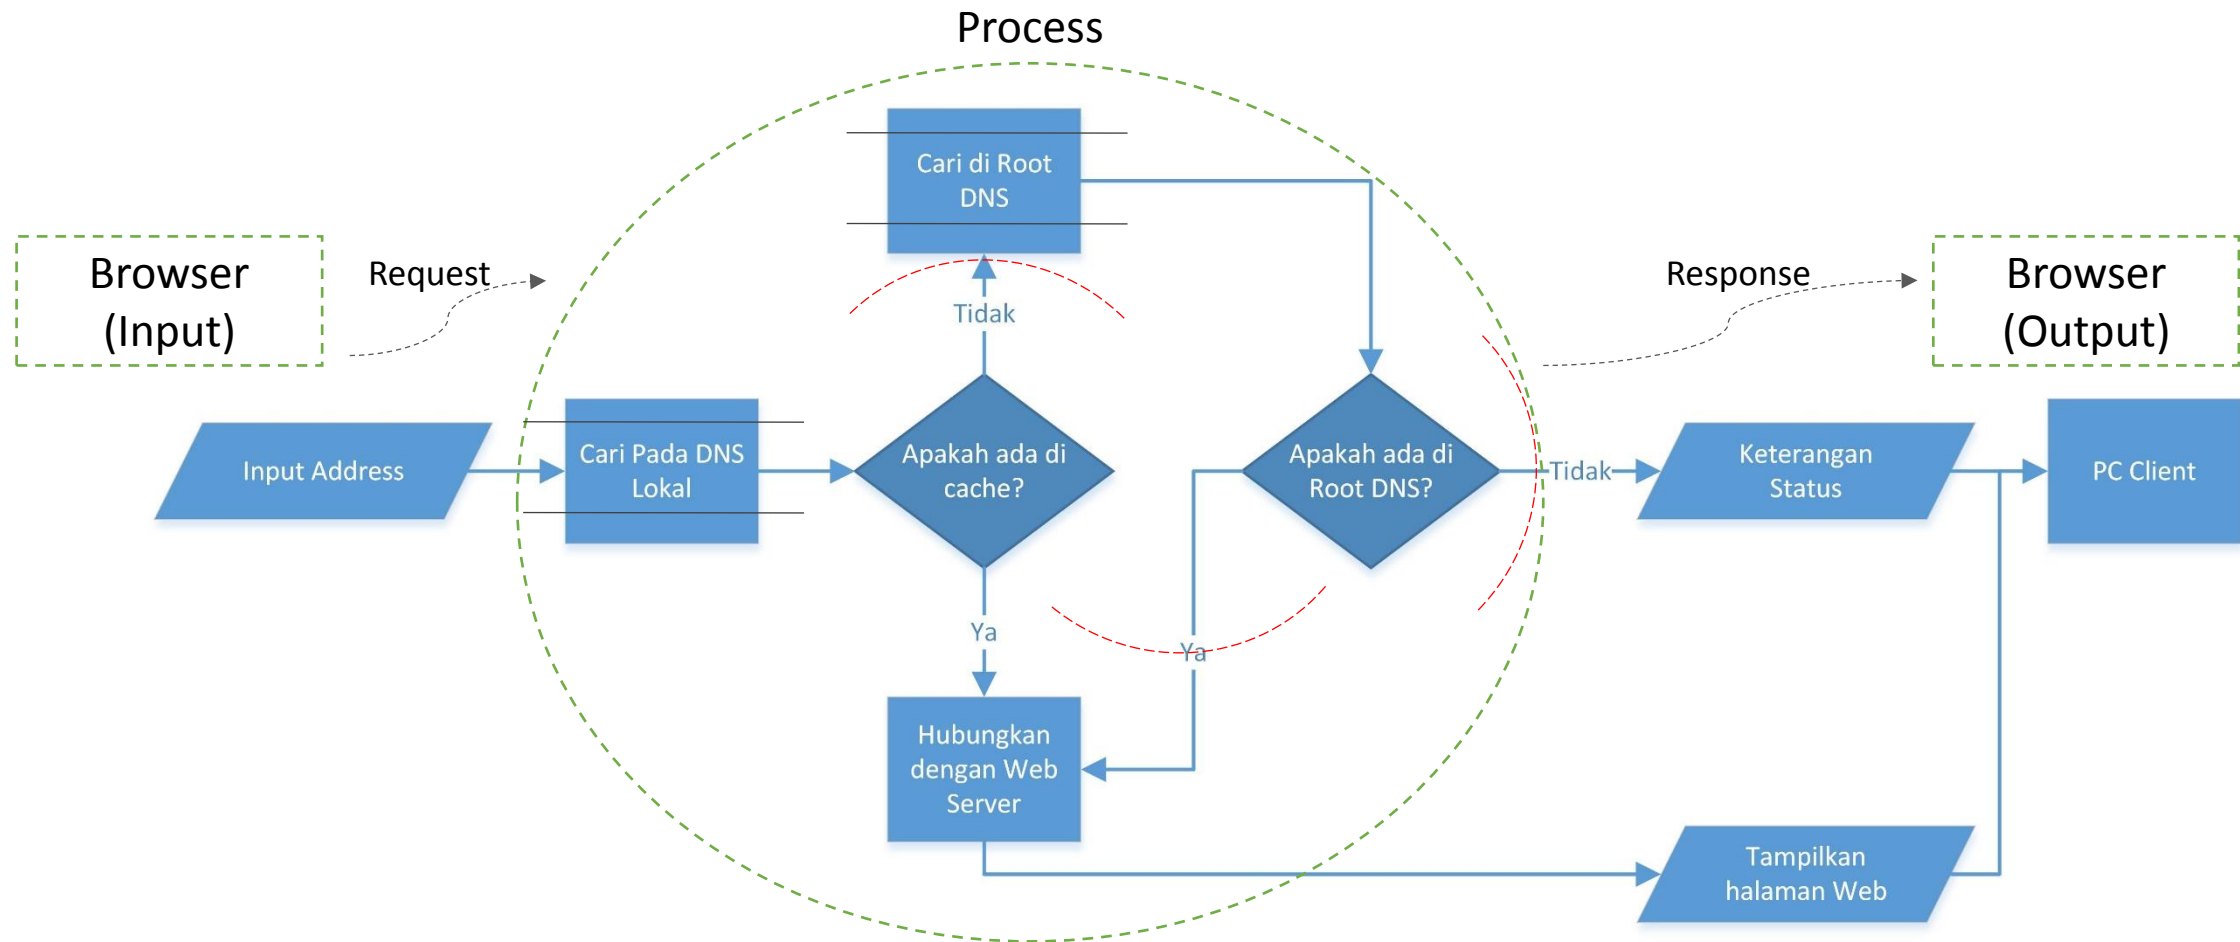 Process
Cari di Root
DNS
Browser
(Input)
Request
Tidak
Response
Browser
(Output)
Input Address
Cari Pada DNS
Lokal
Apakah ada di
cache?
Apakah ada di
Root DNS?
Tidak
Keterangan
Status
PC Client
Ya
Ya
Hubungkan
dengan Web
Server
Tampilkan
halaman Web